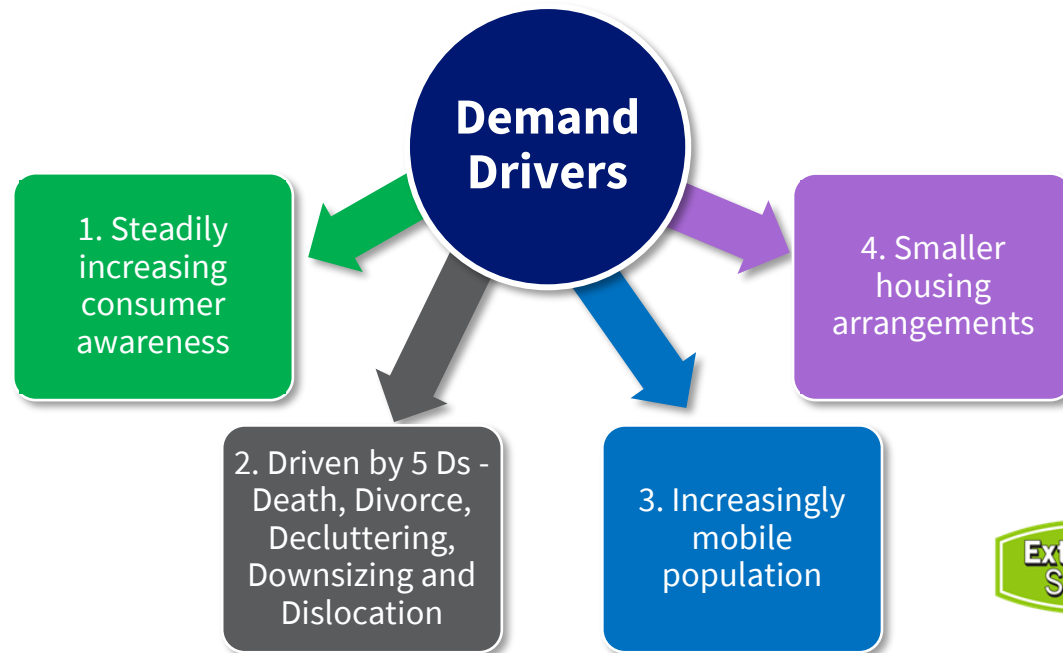 Demand
Drivers
1. Steadily
increasing
consumer
awareness
4. Smaller
housing
arrangements
2. Driven by 5 Ds -
Death, Divorce,
Decluttering,
Downsizing and
Dislocation
3. Increasingly
mobile
population